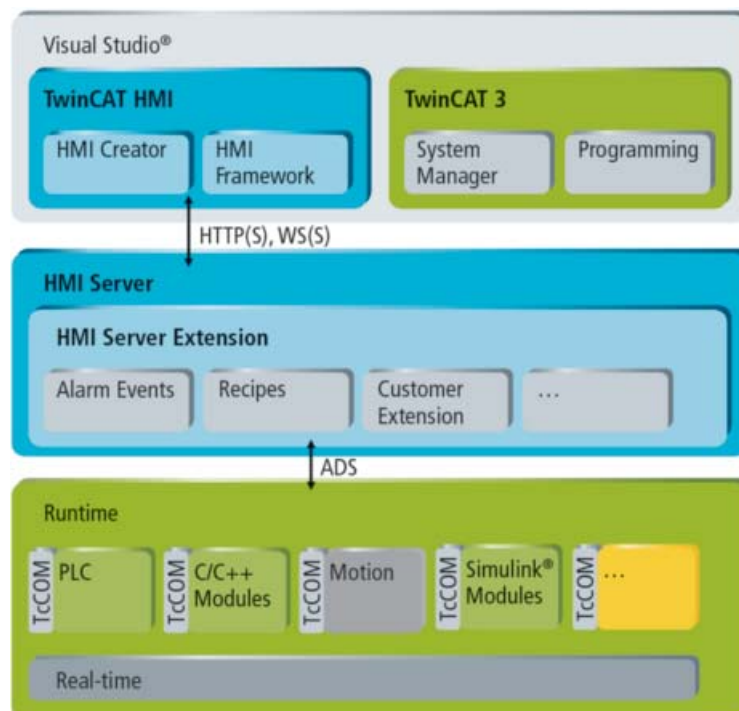 Visual Studio®
TwinCAT HMI
TwinCAT 3
HMI Creator
HMI
Framework
System
Manager
Programming
HTTP(S), WS(S)
HMI Server
HMI Server Extension
Alarm Events
Recipes
Customer
Extension
...
ADS
Runtime
TcCOM
PLC
TcCOM
C/C++
Modules
TcCOM
Motion
TcCOM
Simulink®
Modules
TcCOM
...
Real-time